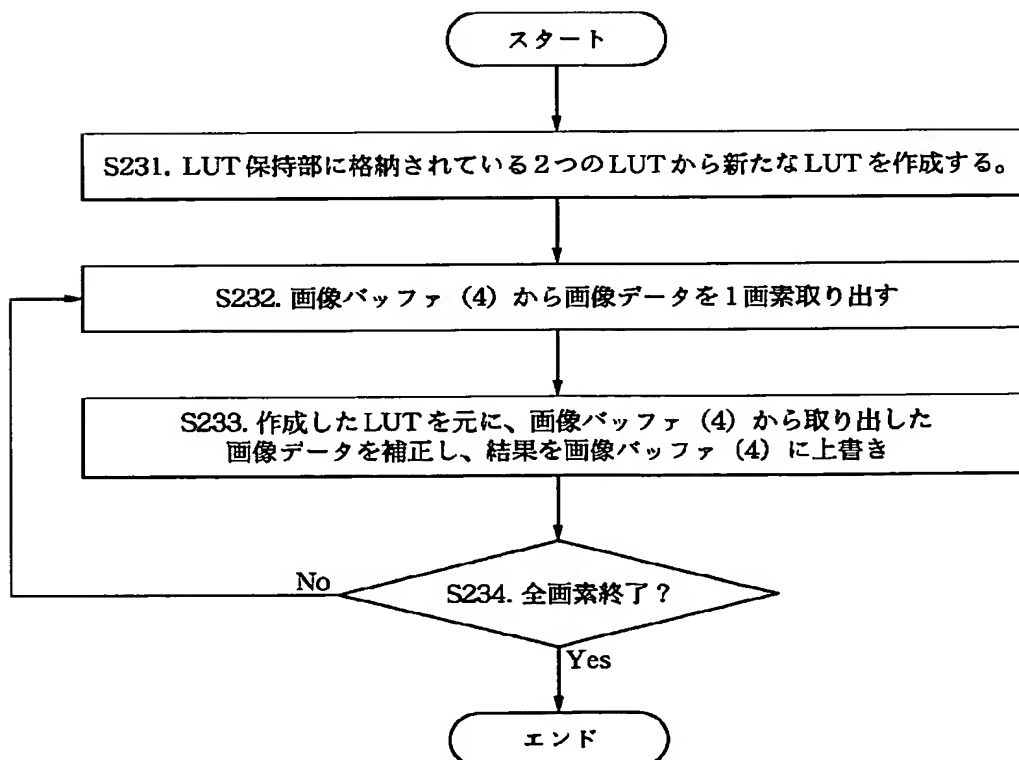 スタート
S231. LUT保持部に格納されている2つのLUTから新たなLUTを作成する。
S232. 画像バッファ（4）から画像データを1画素取り出す
S233. 作成したLUTを元に、画像バッファ（4）から取り出した
画像データを補正し、結果を画像バッファ（4）に上書き
No
S234. 全画素終了？
Yes
エンド